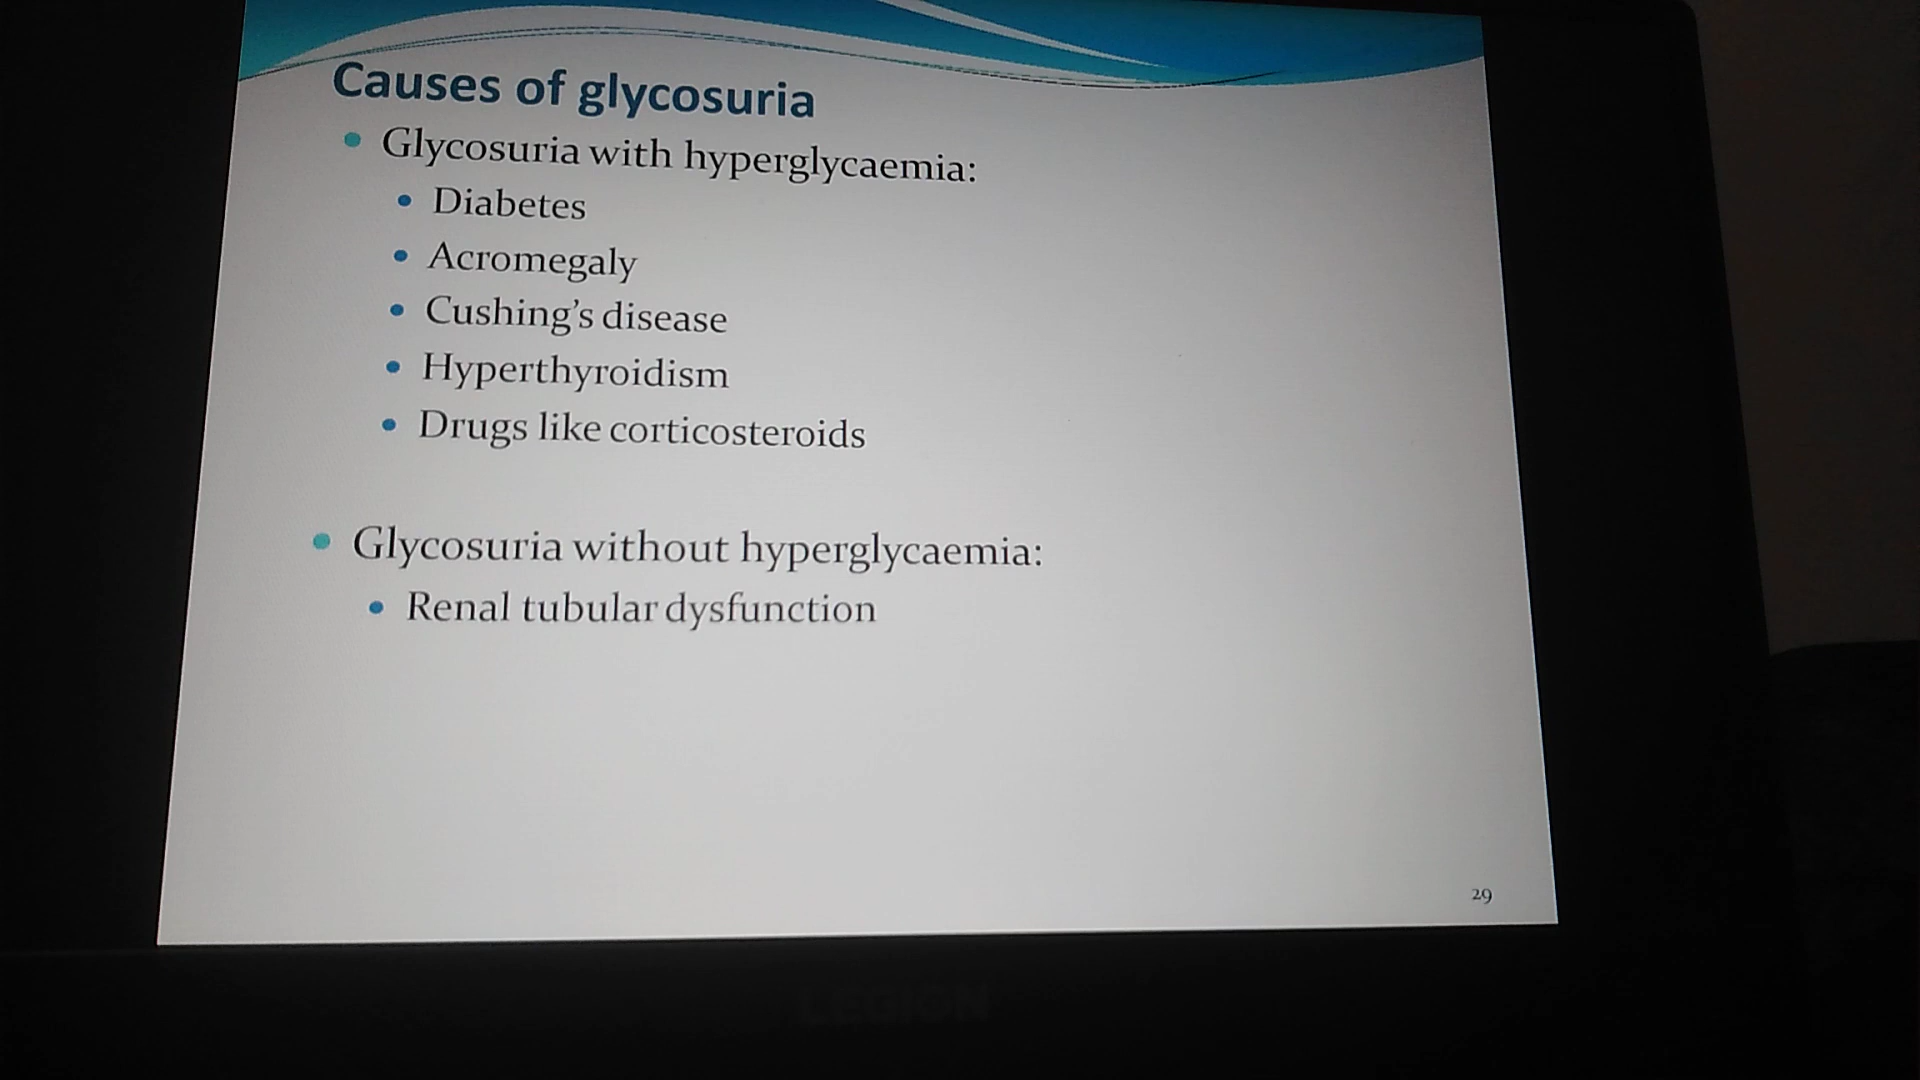 Causes of glycosuria
• Glycosuria with hyperglycaemia:
• Diabetes
• Acromegaly
• Cushing's disease
• Hyperthyroidism
• Drugs like corticosteroids
• Glycosuria without hyperglycaemia:
• Renal tubular dysfunction
29
LEGION